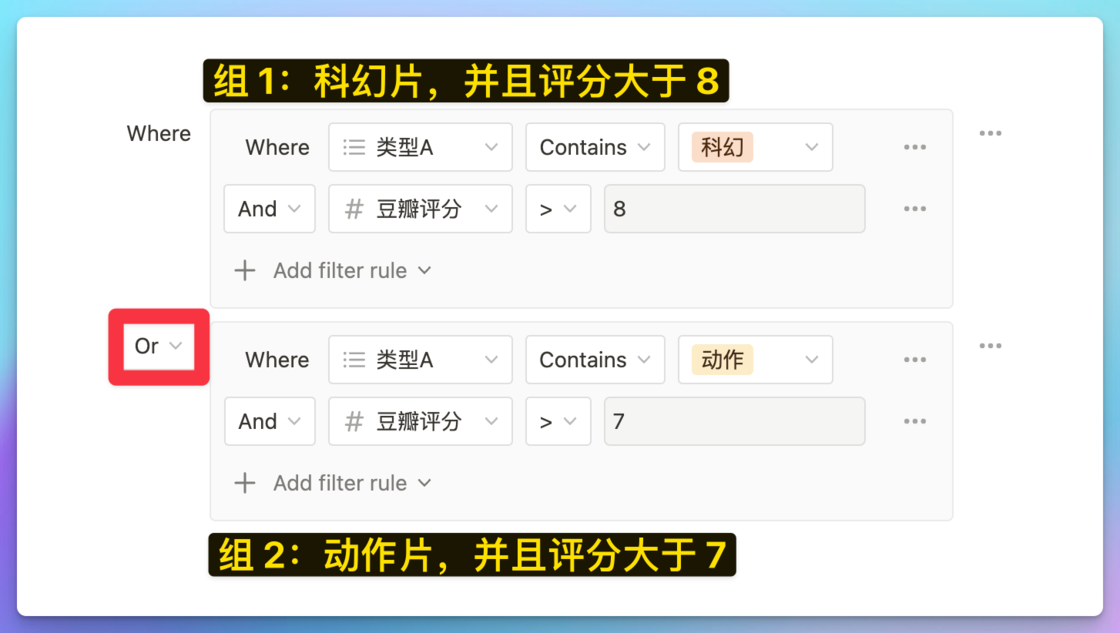 组 1：科幻片，并且评分大于 8
Where
Where 类型A Contains 科幻
And # 豆瓣评分 > 8
+ Add filter rule
Or
Where 类型A Contains 动作
And # 豆瓣评分 > 7
+ Add filter rule
组 2：动作片，并且评分大于 7